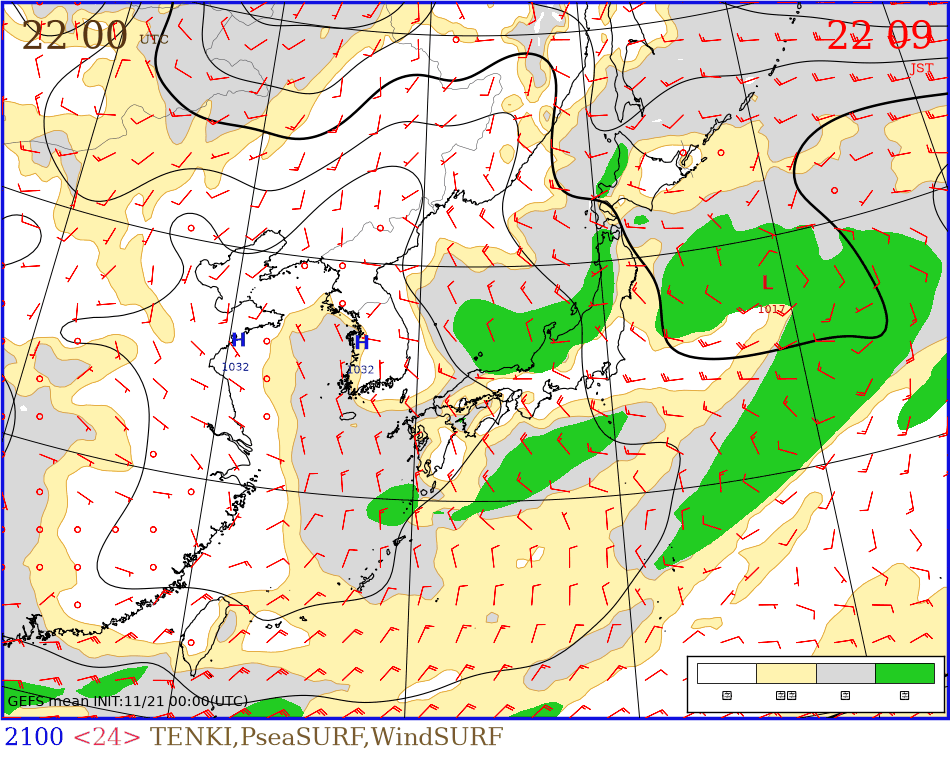 22 00 UTC
22 09 JST
L
1017
H
1032
H
1032
GEFS mean INIT:11/21 00:00(UTC)
2100 <24> TENKI,PseaSURF,WindSURF